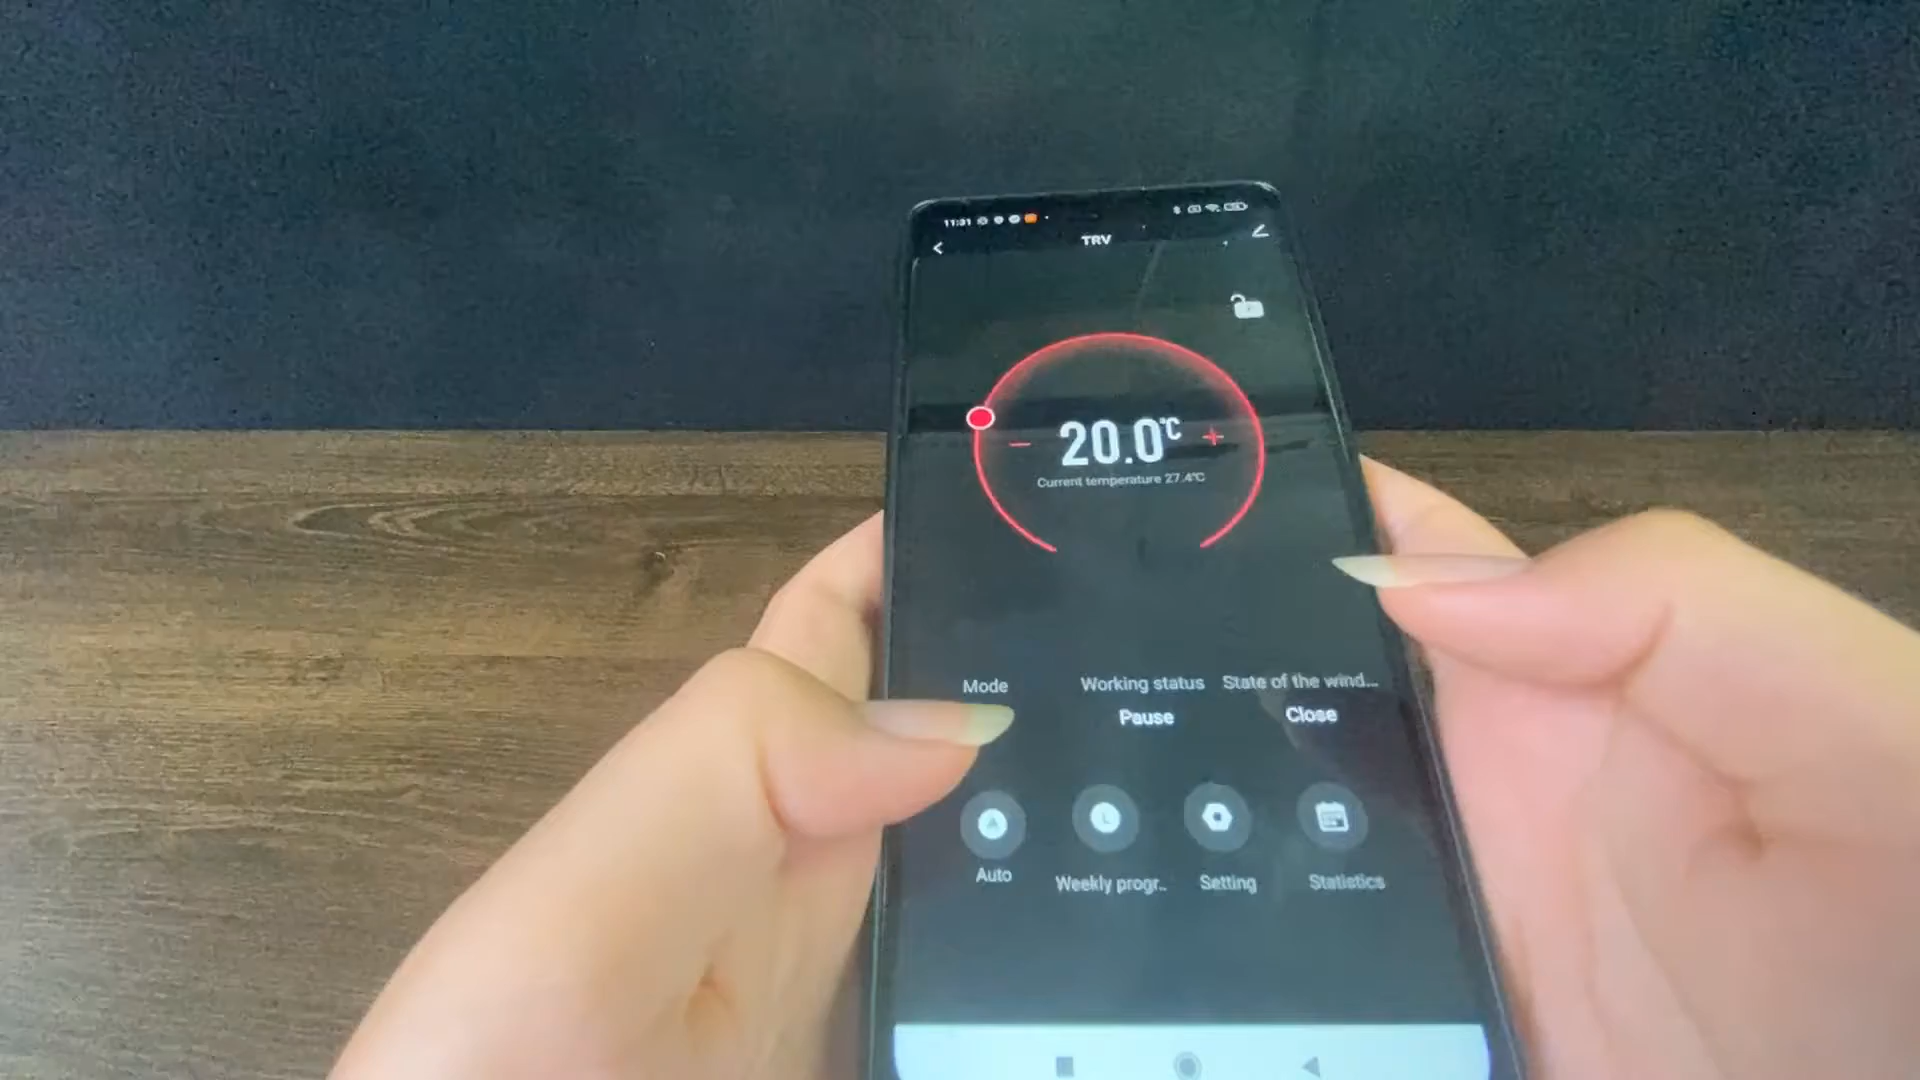 11:31
TRV
20.0°C
Current temperature 27.4°C
Mode
Working status
State of the wind...
Pause
Close
Auto
Weekly progr..
Setting
Statistics